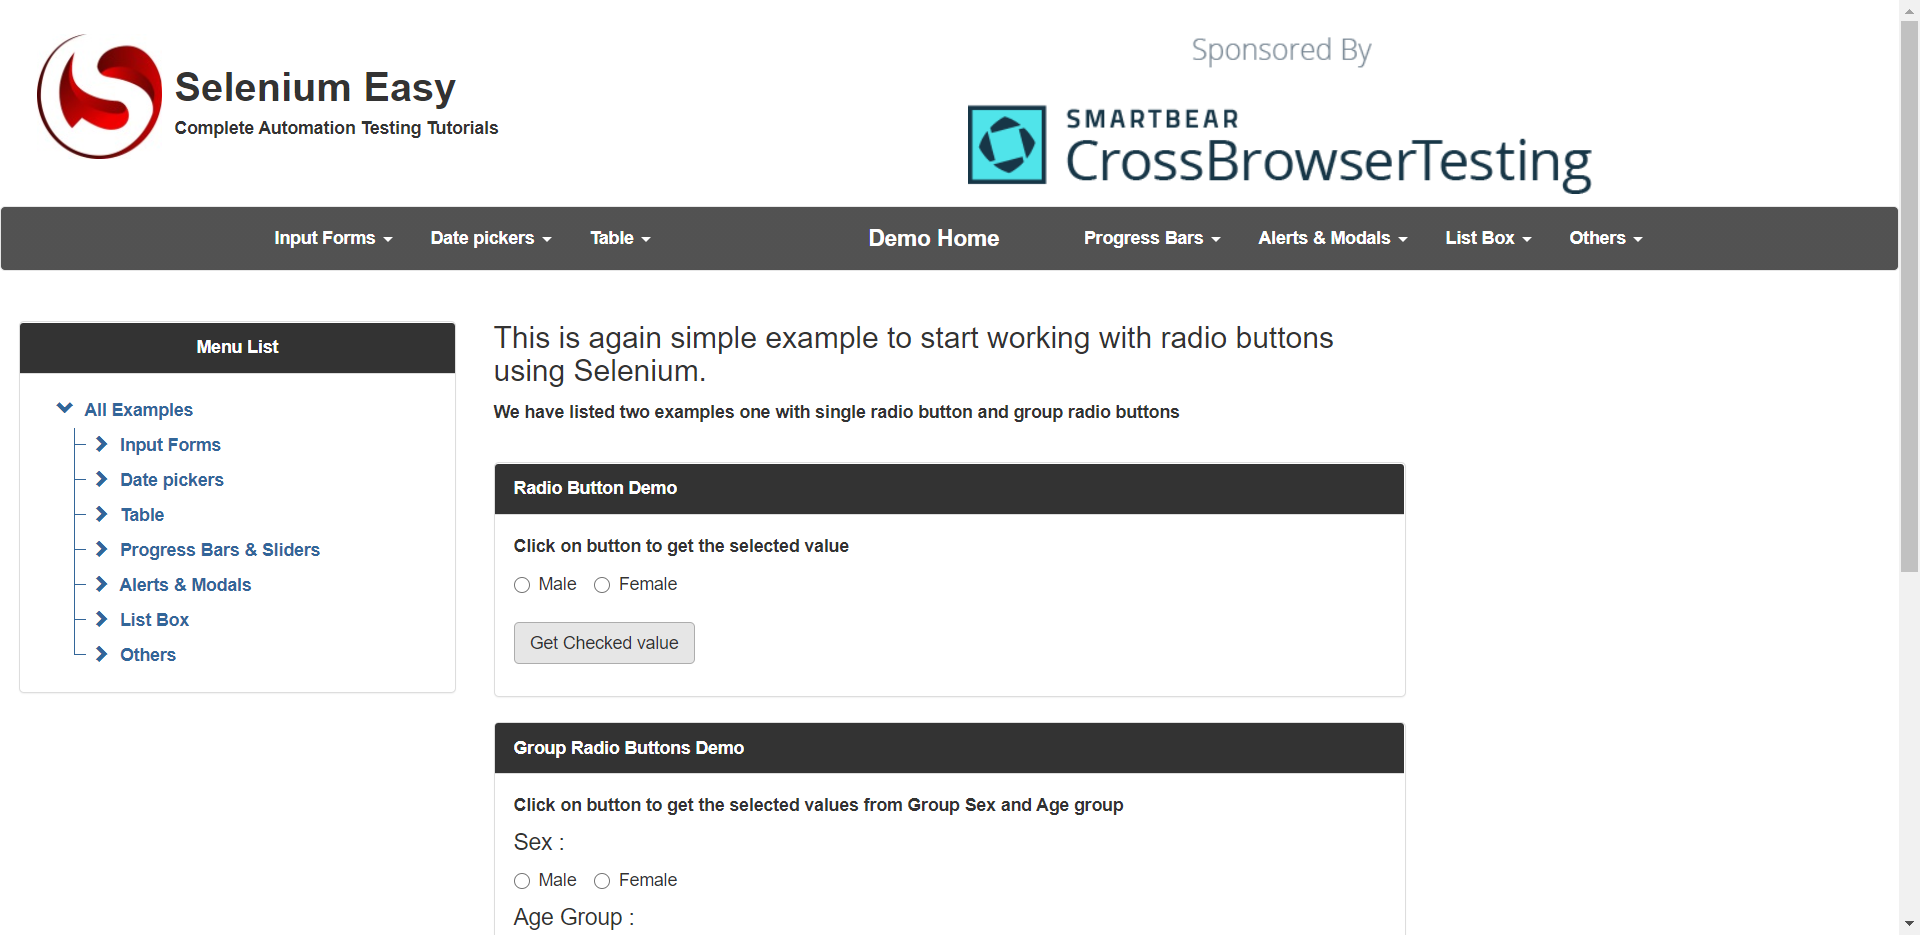 Selenium Easy
Complete Automation Testing Tutorials
Sponsored By
SMARTBEAR
CrossBrowserTesting
Input Forms Date pickers Table Demo Home Progress Bars Alerts & Modals List Box Others
Menu List
All Examples
Input Forms
Date pickers
Table
Progress Bars & Sliders
Alerts & Modals
List Box
Others
This is again simple example to start working with radio buttons
using Selenium.
We have listed two examples one with single radio button and group radio buttons
Radio Button Demo
Click on button to get the selected value
Male Female
Get Checked value
Group Radio Buttons Demo
Click on button to get the selected values from Group Sex and Age group
Sex :
Male Female
Age Group :